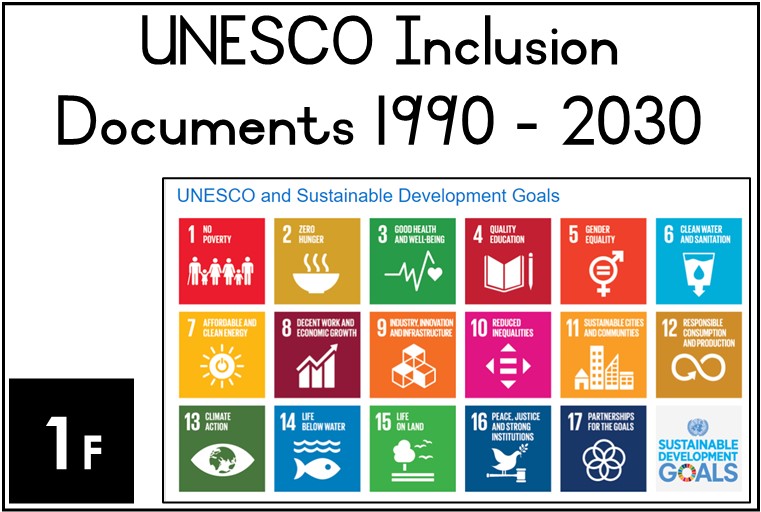 UNESCO Inclusion
Documents 1990 - 2030
UNESCO and Sustainable Development Goals
1 NO
POVERTY
2 ZERO
HUNGER
3 GOOD HEALTH
AND WELL-BEING
4 QUALITY
EDUCATION
5 GENDER
EQUALITY
6 CLEAN WATER
AND SANITATION
7 AFFORDABLE AND
CLEAN ENERGY
8 DECENT WORK AND
ECONOMIC GROWTH
9 INDUSTRY, INNOVATION
AND INFRASTRUCTURE
10 REDUCED
INEQUALITIES
11 SUSTAINABLE CITIES
AND COMMUNITIES
12 RESPONSIBLE
CONSUMPTION
AND PRODUCTION
13 CLIMATE
ACTION
14 LIFE
BELOW WATER
15 LIFE
ON LAND
16 PEACE, JUSTICE
AND STRONG
INSTITUTIONS
17 PARTNERSHIPS
FOR THE GOALS
SUSTAINABLE
DEVELOPMENT
GOALS
1F